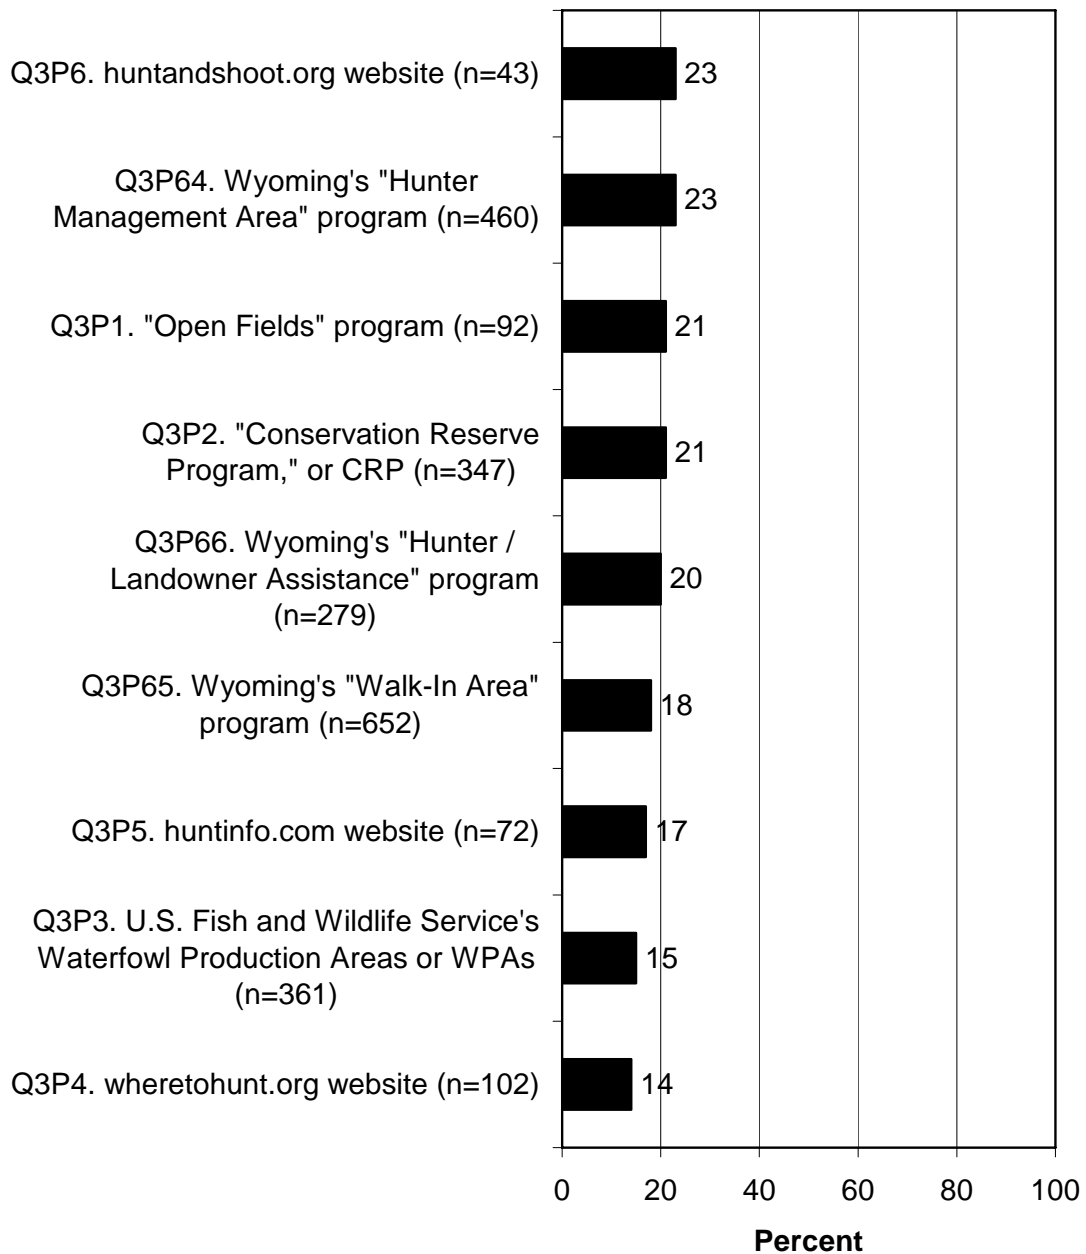 Q3P6. huntandshoot.org website (n=43)
23
Q3P64. Wyoming's "Hunter
Management Area" program (n=460)
23
Q3P1. "Open Fields" program (n=92)
21
Q3P2. "Conservation Reserve
Program," or CRP (n=347)
21
Q3P66. Wyoming's "Hunter /
Landowner Assistance" program
(n=279)
20
Q3P65. Wyoming's "Walk-In Area"
program (n=652)
18
Q3P5. huntinfo.com website (n=72)
17
Q3P3. U.S. Fish and Wildlife Service's
Waterfowl Production Areas or WPAs
(n=361)
15
Q3P4. wheretohunt.org website (n=102)
14
0 20 40 60 80 100
Percent